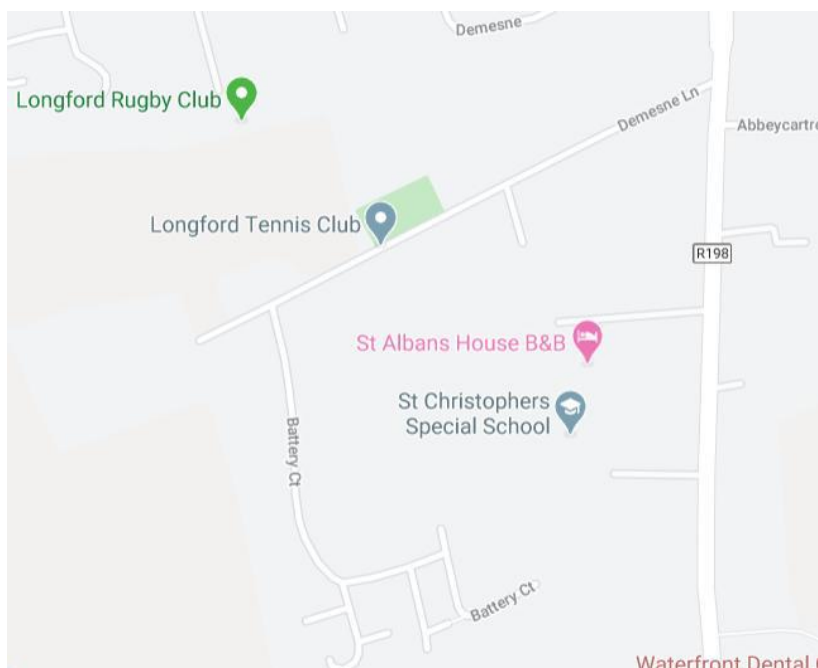 Demesne
Longford Rugby Club
Demesne Ln
Abbeycartr
Longford Tennis Club
R198
St Albans House B&B
St Christophers
Special School
Battery Ct
Battery Ct
Waterfront Dental